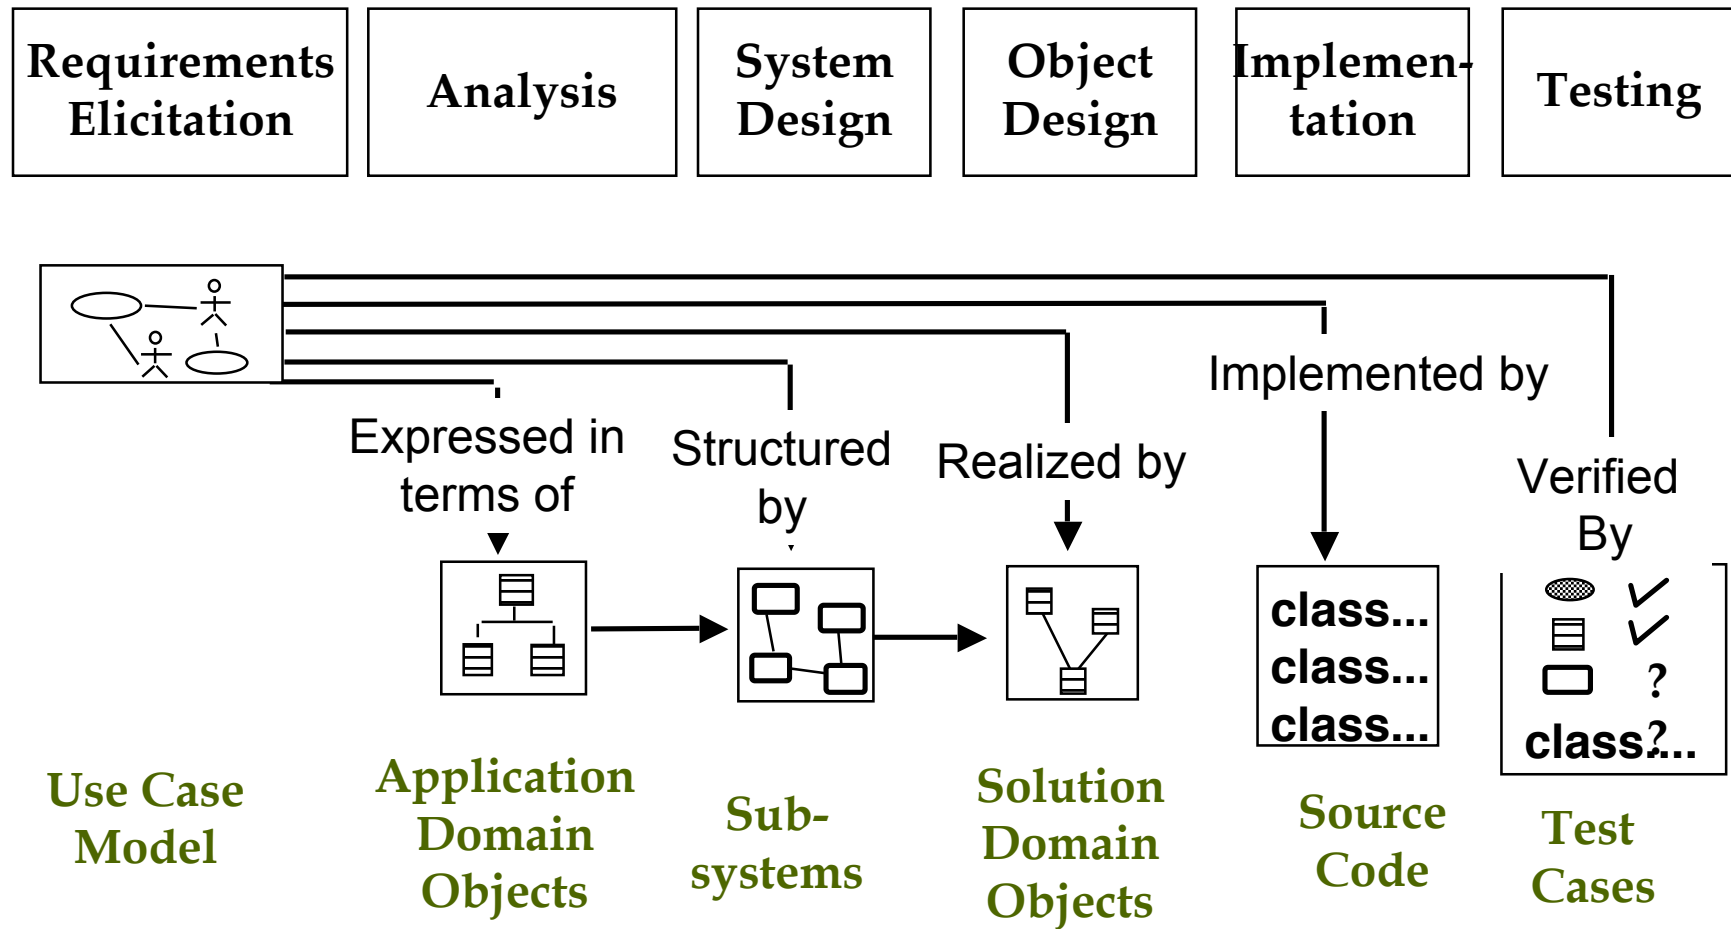 Requirements
Elicitation
Analysis
System
Design
Object
Design
Implemen-
tation
Testing
Expressed in
terms of
Structured
by
Realized by
Implemented by
Verified
By
class...
class...
class...
?
?
class....
Use Case
Model
Application
Domain
Objects
Sub-
systems
Solution
Domain
Objects
Source
Code
Test
Cases